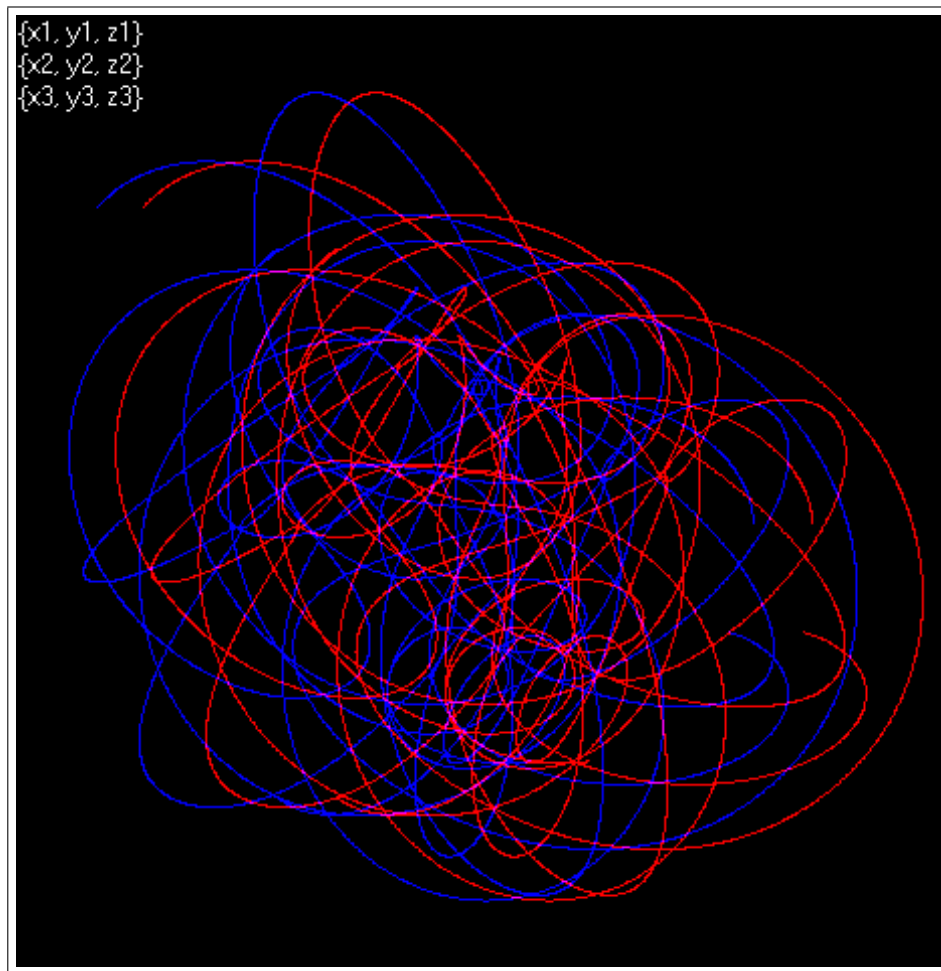 {x1, y1, z1}
{x2, y2, z2}
{x3, y3, z3}